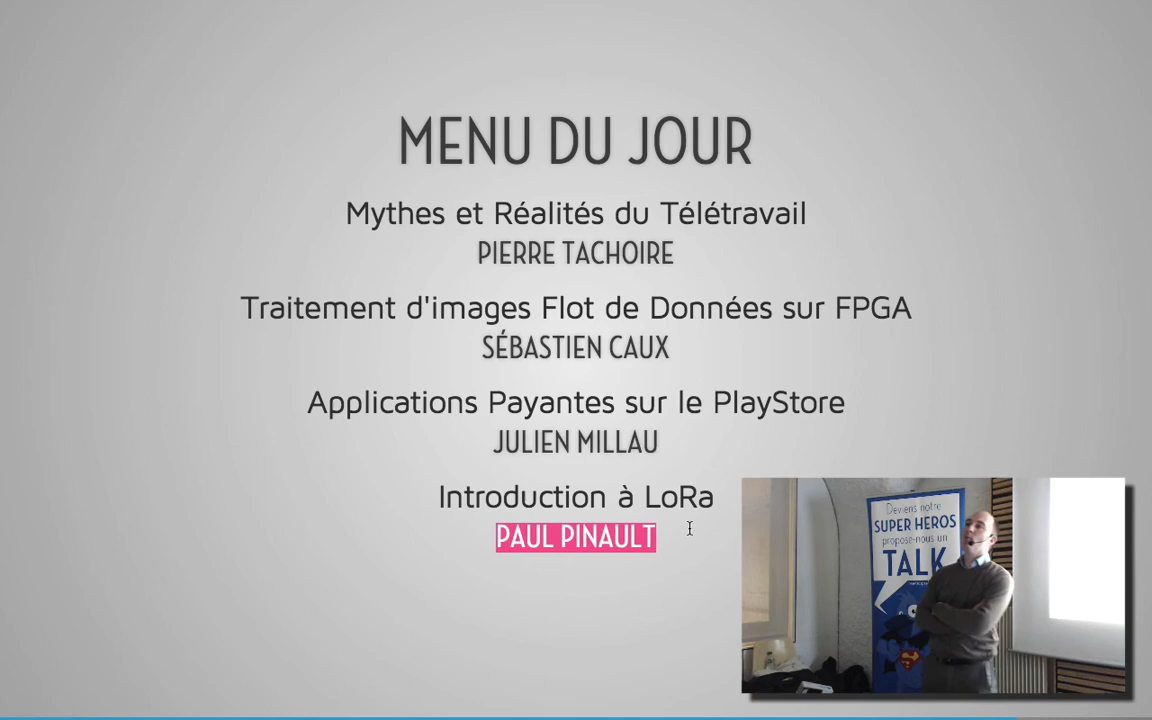 MENU DU JOUR
Mythes et Réalités du Télétravail
PIERRE TACHOIRE
Traitement d'images Flot de Données sur FPGA
SÉBASTIEN CAUX
Applications Payantes sur le PlayStore
JULIEN MILLAU
Introduction à LoRa
PAUL PINAULT
Deviens notre
SUPER HEROS
propose-nous un
TALK